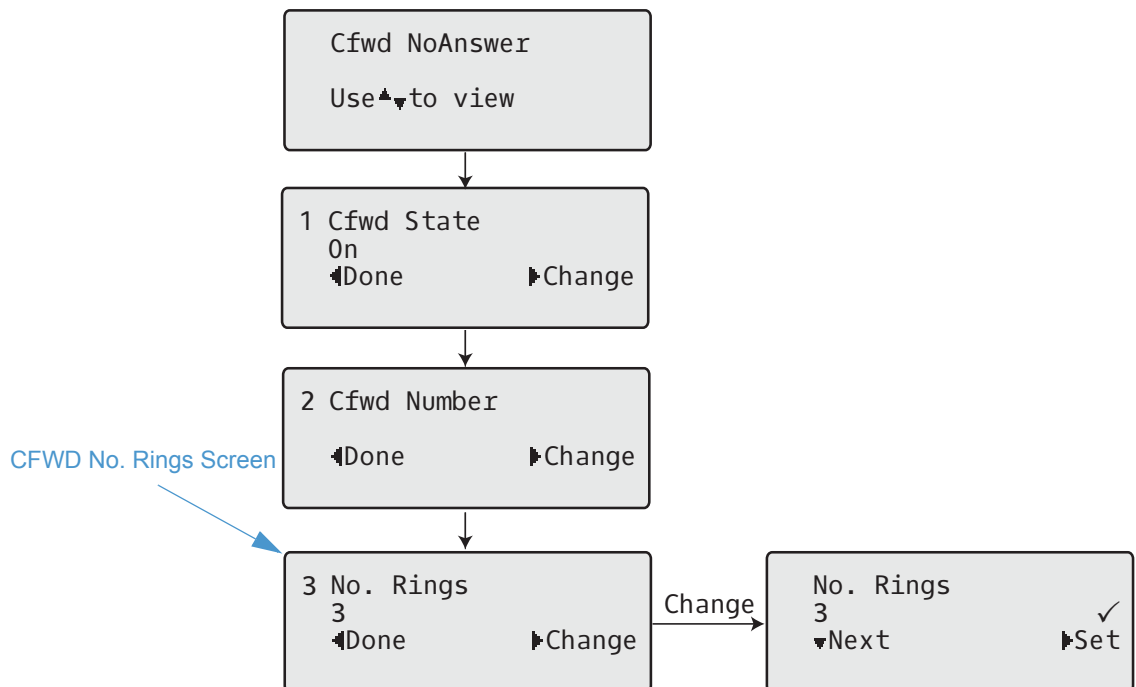 Cfwd NoAnswer
Use▲▼to view
1 Cfwd State
On
◀Done ▶Change
2 Cfwd Number
◀Done ▶Change
CFWD No. Rings Screen
3 No. Rings
3
◀Done ▶Change
Change
No. Rings
3 ✓
▼Next ▶Set